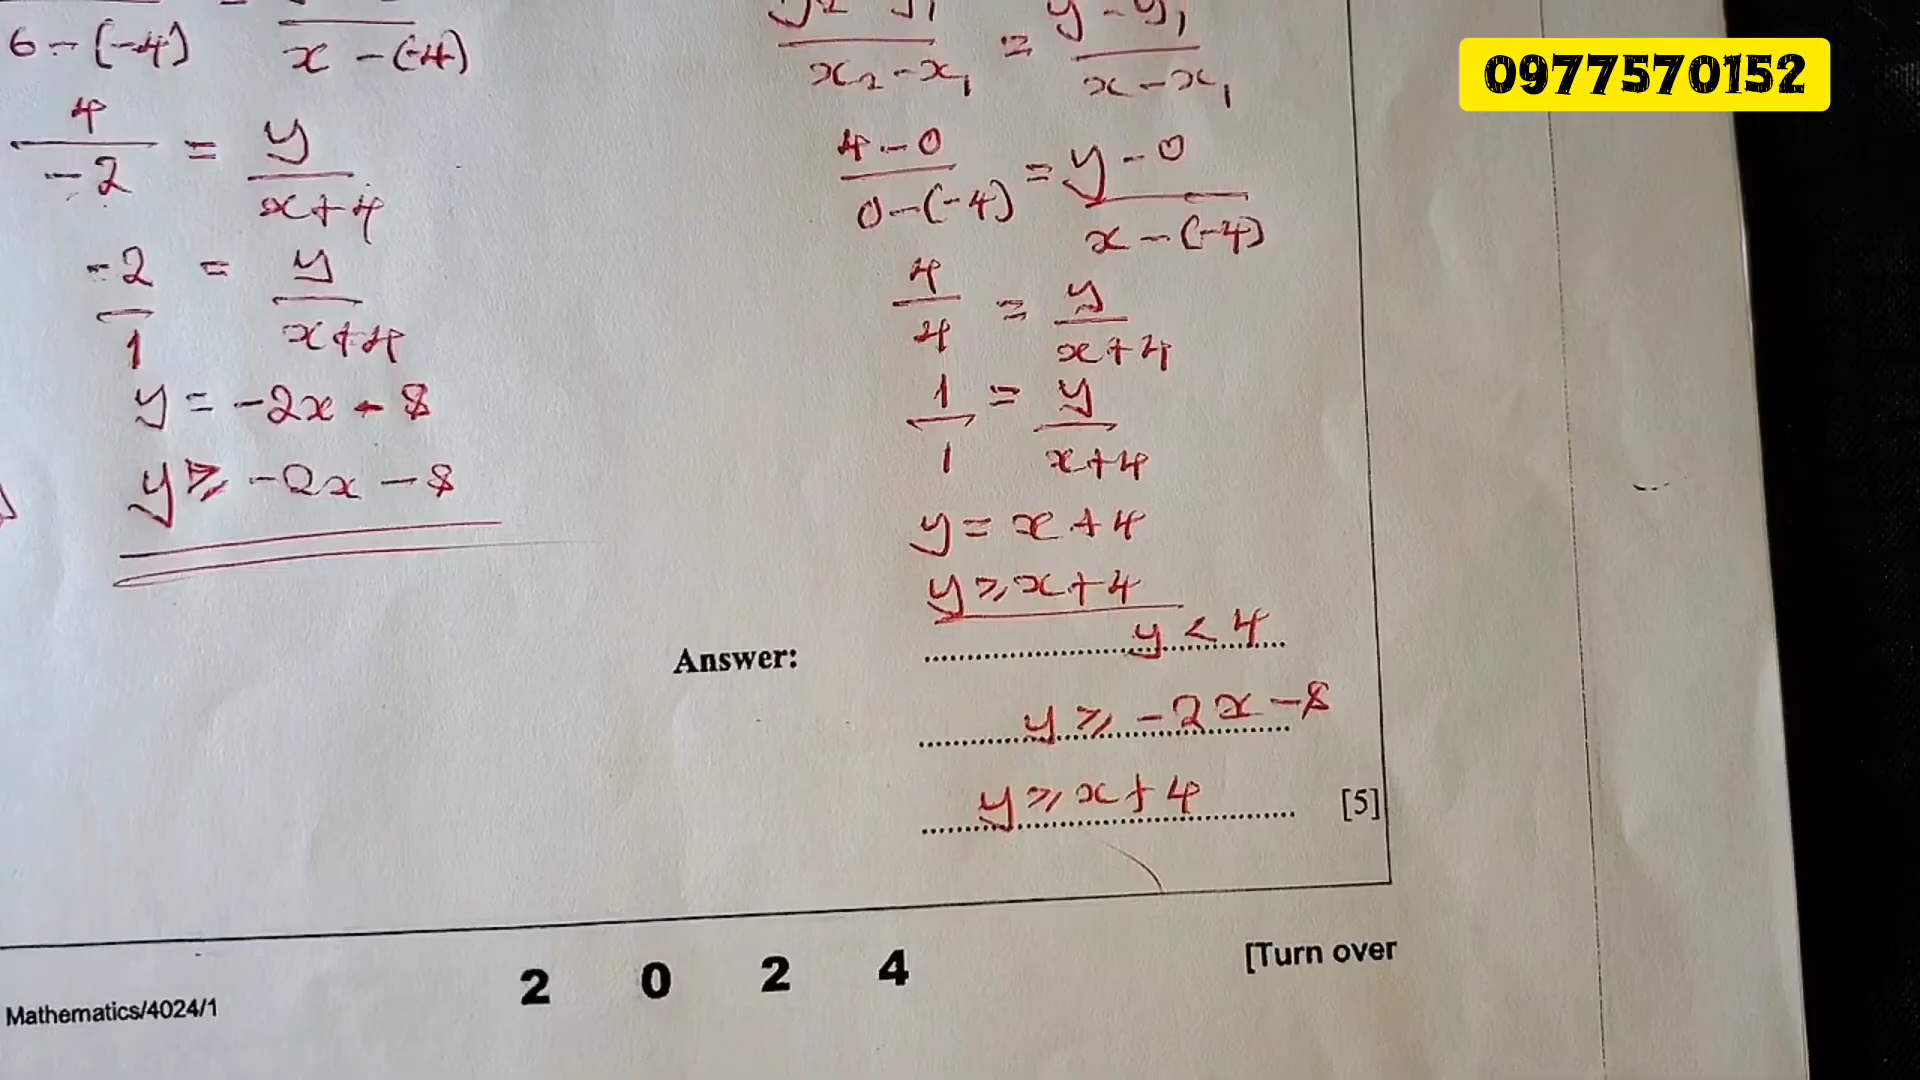 0977570152
6 - (-4)   x - (-4)
4/-2 = y/x+4
-2/1 = y/x+4
y = -2x - 8
y ≥ -2x - 8
y2 - y1/x2 - x1 = y - y1/x - x1
4 - 0/0 - (-4) = y - 0/x - (-4)
4/4 = y/x+4
1/1 = y/x+4
y = x + 4
y ≥ x + 4
Answer: y < 4
y ≥ -2x - 8
y ≥ x + 4 [5]
2 0 2 4
[Turn over
Mathematics/4024/1